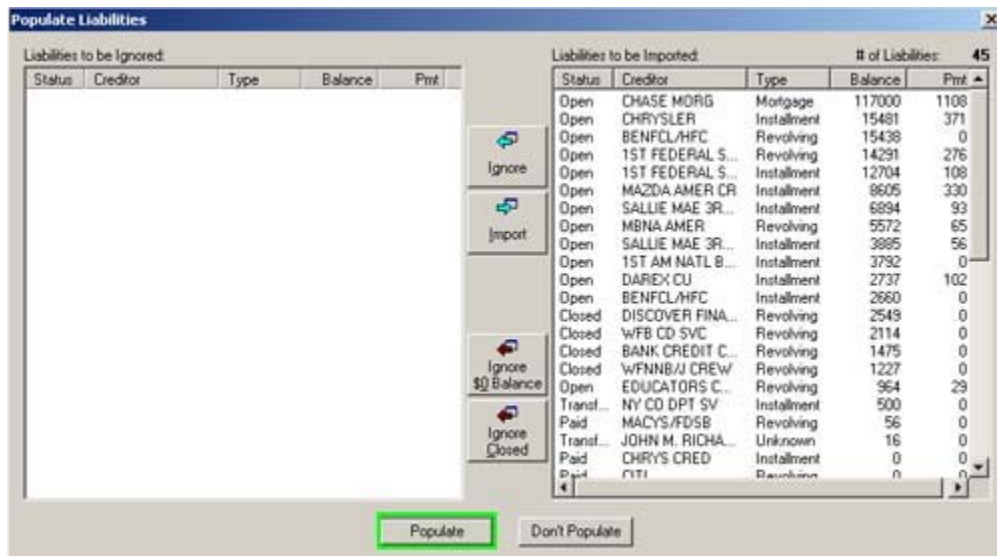 Populate Liabilities
Liabilities to be Ignored:
Status Creditor Type Balance Pmt
Ignore
Import
Ignore
$0 Balance
Ignore
Closed
Liabilities to be Imported: # of Liabilities: 45
Status Creditor Type Balance Pmt
Open CHASE MORG Mortgage 117000 1108
Open CHRYSLER Installment 15481 371
Open BENFCL/HFC Revolving 15438 0
Open 1ST FEDERAL S... Revolving 14291 276
Open 1ST FEDERAL S... Installment 12704 108
Open MAZDA AMER CR Installment 8605 330
Open SALLIE MAE 3R... Installment 6894 93
Open MBNA AMER Revolving 5572 65
Open SALLIE MAE 3R... Installment 3885 56
Open 1ST AM NATL B... Installment 3792 0
Open DAREX CU Installment 2737 102
Open BENFCL/HFC Installment 2660 0
Closed DISCOVER FINA... Revolving 2549 0
Closed WFB CD SVC Revolving 2114 0
Closed BANK CREDIT C... Revolving 1475 0
Closed WFNNB/J CREW Revolving 1227 0
Open EDUCATORS C... Revolving 964 29
Transf... NY CO DPT SV Installment 500 0
Paid MACYS/FDSB Revolving 56 0
Transf... JOHN M. RICHA... Unknown 16 0
Paid CHRYS CRED Installment 0 0
Paid CITI Revolving 0 0
Populate Don't Populate